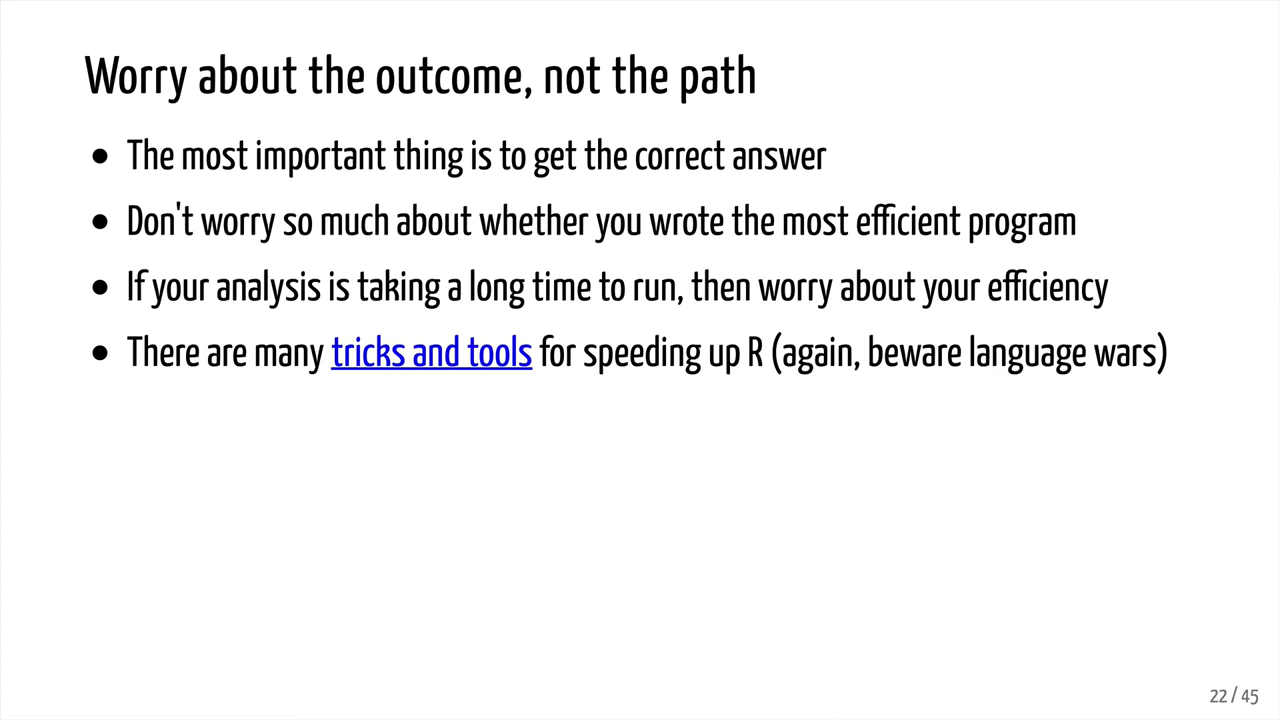 Worry about the outcome, not the path
• The most important thing is to get the correct answer
• Don't worry so much about whether you wrote the most efficient program
• If your analysis is taking a long time to run, then worry about your efficiency
• There are many tricks and tools for speeding up R (again, beware language wars)
22 / 45